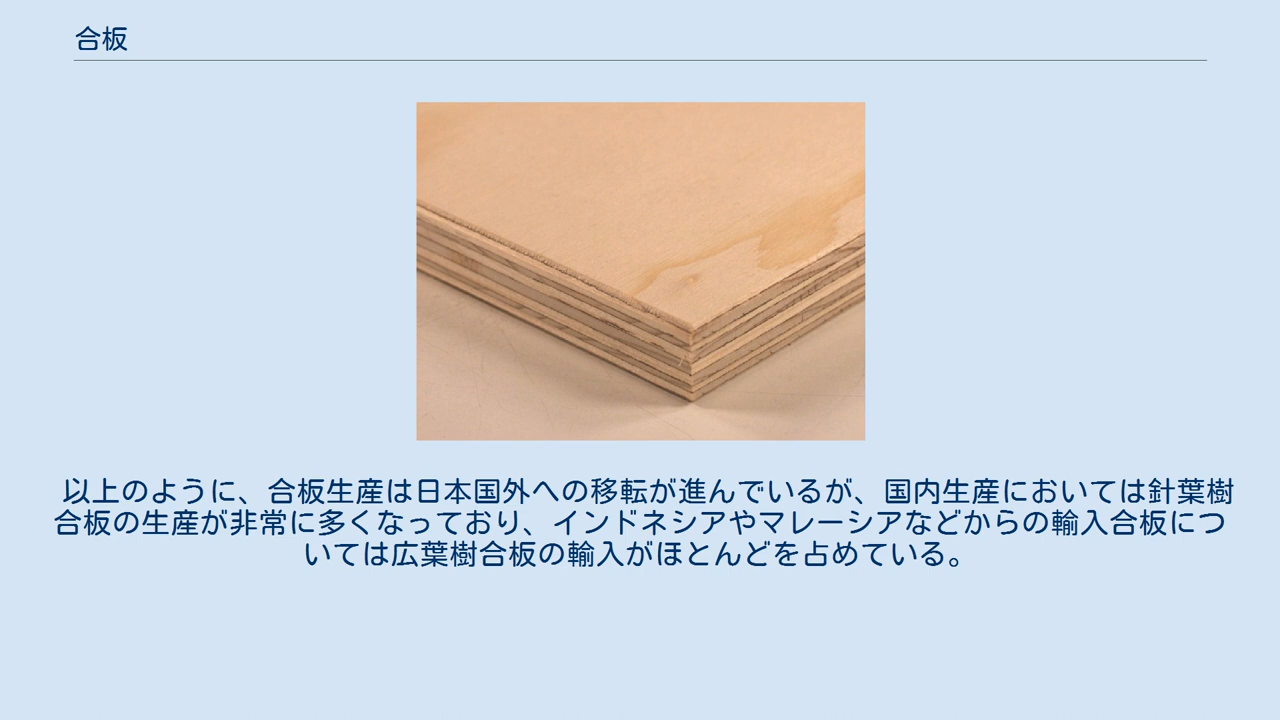 合板
以上のように、合板生産は日本国外への移転が進んでいるが、国内生産においては針葉樹
合板の生産が非常に多くなっており、インドネシアやマレーシアなどからの輸入合板につ
いては広葉樹合板の輸入がほとんどを占めている。